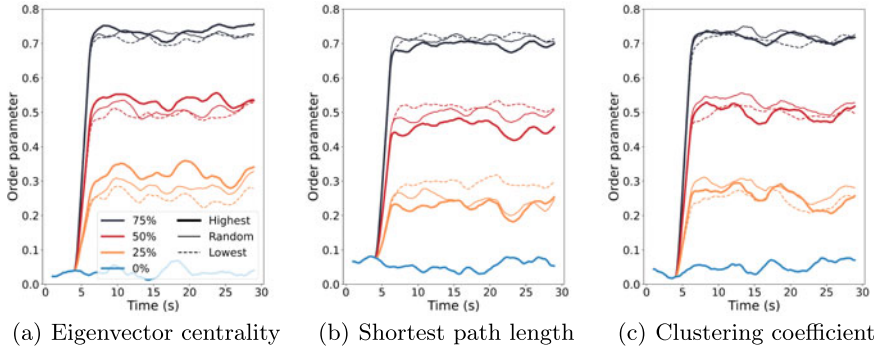 0.8
0.7
0.6
0.5
0.4
0.3
0.2
0.1
0.0
Order parameter
75%
50%
25%
0%
Highest
Random
Lowest
0 5 10 15 20 25 30
Time (s)
(a) Eigenvector centrality
0.8
0.7
0.6
0.5
0.4
0.3
0.2
0.1
0.0
Order parameter
0 5 10 15 20 25 30
Time (s)
(b) Shortest path length
0.8
0.7
0.6
0.5
0.4
0.3
0.2
0.1
0.0
Order parameter
0 5 10 15 20 25 30
Time (s)
(c) Clustering coefficient